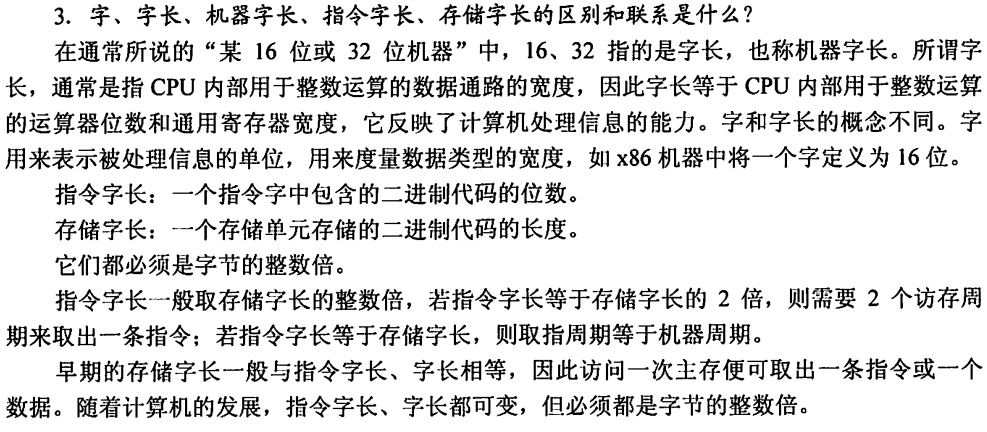 3. 字、字长、机器字长、指令字长、存储字长的区别和联系是什么?
在通常所说的“某 16 位或 32 位机器”中，16、32 指的是字长，也称机器字长。所谓字
长，通常是指 CPU 内部用于整数运算的数据通路的宽度，因此字长等于 CPU 内部用于整数运算
的运算器位数和通用寄存器宽度，它反映了计算机处理信息的能力。字和字长的概念不同。字
用来表示被处理信息的单位，用来度量数据类型的宽度，如 x86 机器中将一个字定义为 16 位。
指令字长：一个指令字中包含的二进制代码的位数。
存储字长：一个存储单元存储的二进制代码的长度。
它们都必须是字节的整数倍。
指令字长一般取存储字长的整数倍，若指令字长等于存储字长的 2 倍，则需要 2 个访存周
期来取出一条指令；若指令字长等于存储字长，则取指周期等于机器周期。
早期的存储字长一般与指令字长、字长相等，因此访问一次主存便可取出一条指令或一个
数据。随着计算机的发展，指令字长、字长都可变，但必须都是字节的整数倍。